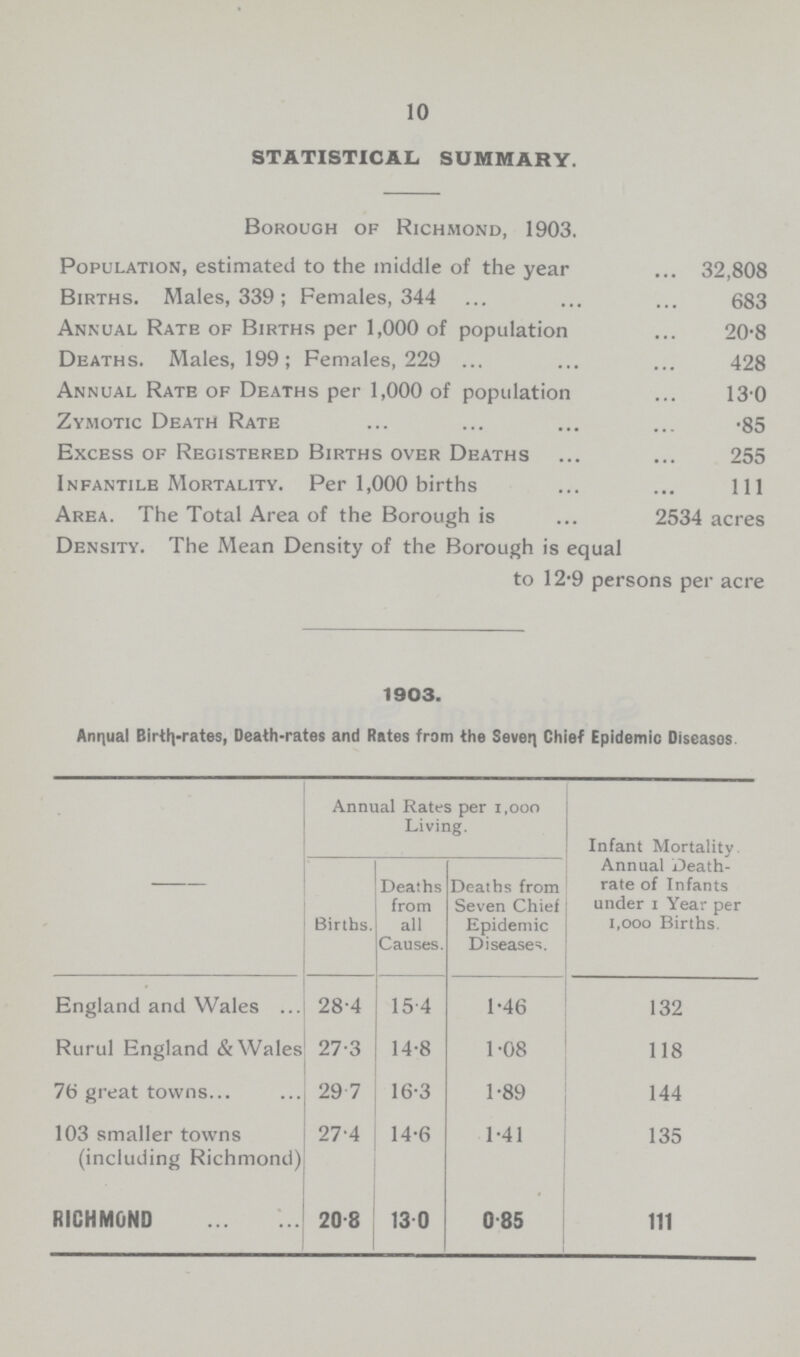 10
STATISTICAL SUMMARY.
BOROUGH OF RICHMOND, 1903.
POPULATION, estimated to the middle of the year ... 32,808
BIRTHS. Males, 339; Females, 344 ... ... ... 683
ANNUAL RATE OF BIRTHS per 1,000 of population ... 20·8
DEATHS. Males, 199; Females, 229 ... ... ... 428
ANNUAL RATE OF DEATHS per 1,000 of population ... 13·0
ZYMOTIC DEATH RATE ... ... ... ... ·85
EXCESS OF REGISTERED BIRTHS OVER DEATHS ... ... 255
INFANTILE MORTALITY. Per 1,000 births ... ... 111
AREA. The Total Area of the Borough is ... 2534 acres
DENSITY. The Mean Density of the Borough is equal
to 12·9 persons per acre
1903.
Annual Birth-rates, Death-rates and Rates from the Seven Chief Epidemic Diseases.
Annual Rates per 1,000
Living.
Births.
Deaths
from
all
Causes.
Deaths from
Seven Chief
Epidemic
Diseases.
Infant Mortality.
Annual Death-
rate of Infants
under 1 Year per
1,000 Births.
England and Wales ... 28·4 15·4 1·46 132
Rurul England & Wales 27·3 14·8 1·08 118
76 great towns... ... 29·7 16·3 1·89 144
103 smaller towns 27·4 14·6 1·41 135
(including Richmond)
RICHMOND ... ... 20·8 13·0 0·85 111